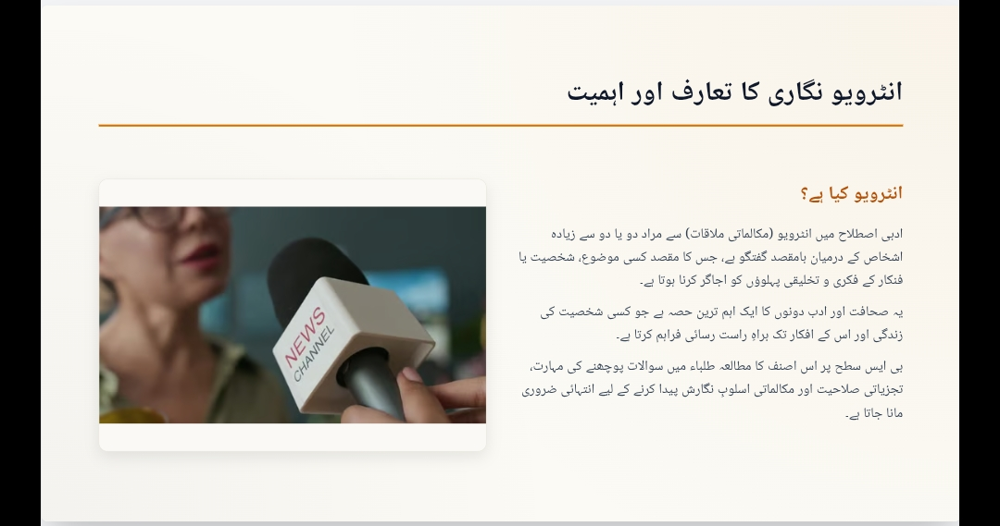 انٹرویو نگاری کا تعارف اور اہمیت
انٹرویو کیا ہے؟
ادبی اصطلاح میں انٹرویو (مکالماتی ملاقات) سے مراد دو یا دو سے زیادہ
اشخاص کے درمیان بامقصد گفتگو ہے، جس کا مقصد کسی موضوع، شخصیت یا
فنکار کے فکری و تخلیقی پہلوؤں کو اجاگر کرنا ہوتا ہے۔
یہ صحافت اور ادب دونوں کا ایک اہم ترین حصہ ہے جو کسی شخصیت کی
زندگی اور اس کے افکار تک براہِ راست رسائی فراہم کرتا ہے۔
بی ایس سطح پر اس اصنف کا مطالعہ طلباء میں سوالات پوچھنے کی مہارت،
تجزیاتی صلاحیت اور مکالماتی اسلوبِ نگارش پیدا کرنے کے لیے انتہائی ضروری
مانا جاتا ہے۔
NEWS
CHANNEL